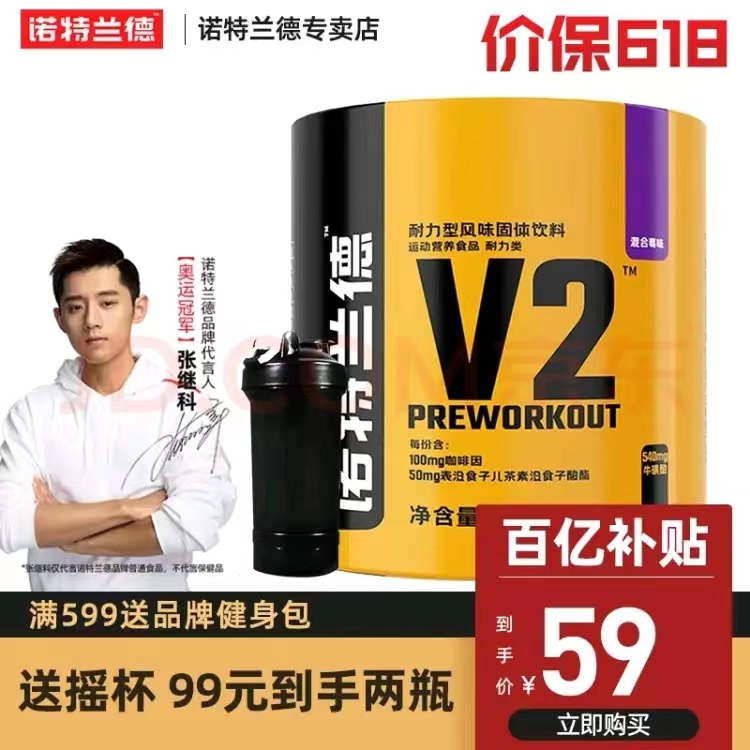 诺特兰德
诺特兰德专卖店
价保618
诺特兰德
耐力型风味固体饮料
运动营养食品 耐力类
混合莓味
V2™
PREWORKOUT
每份含：
100mg咖啡因
50mg表没食子儿茶素没食子酸酯
540mg
牛磺酸
净含量
诺特兰德品牌代言人
【奥运冠军】张继科
*张继科仅代言诺特兰德品牌普通食品，不代言保健品
JD.COM 京东
百亿补贴
到手价 ¥59
立即购买
满599送品牌健身包
送摇杯 99元到手两瓶